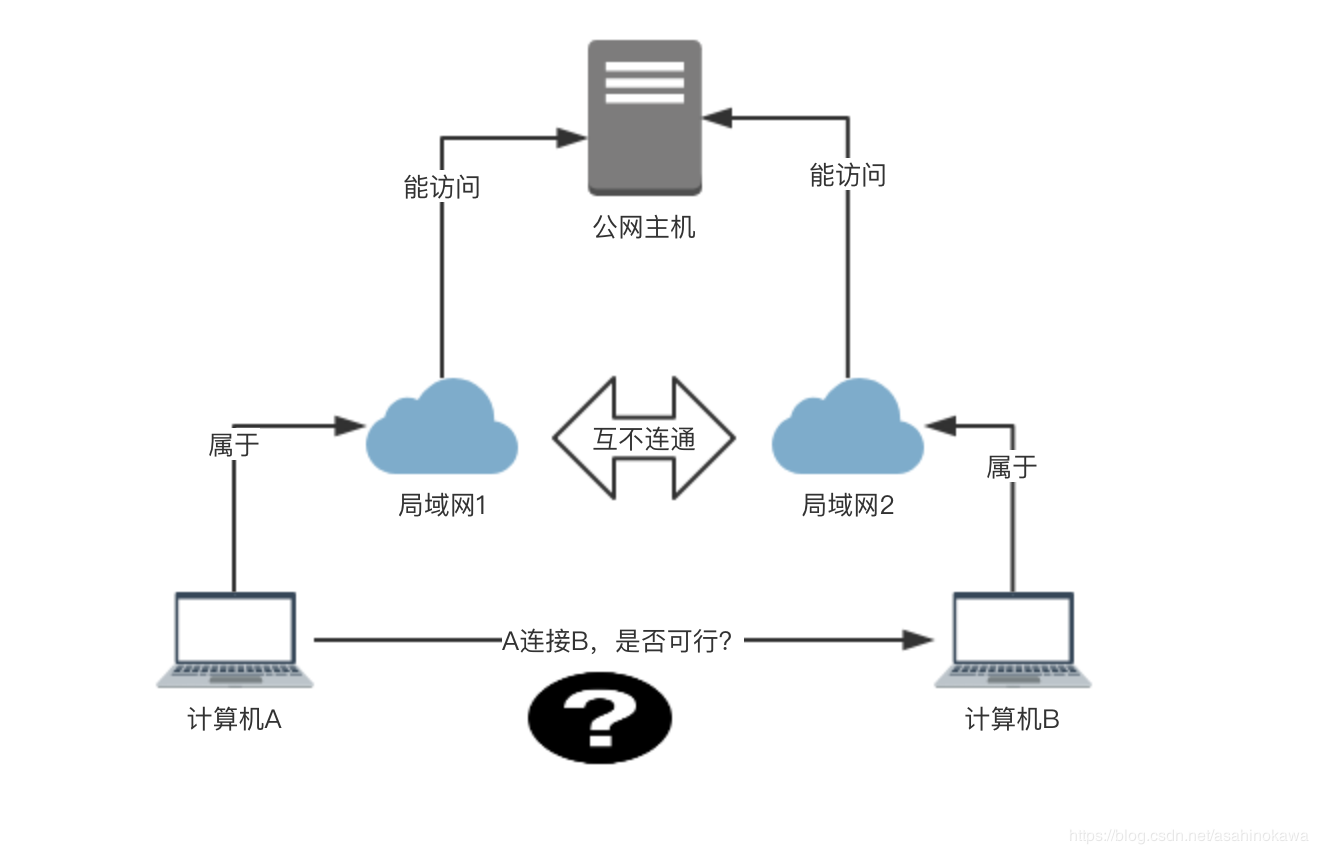 能访问
能访问
公网主机
属于
互不连通
属于
局域网1
局域网2
A连接B，是否可行?
?
计算机A
计算机B
https://blog.csdn.net/asahinokawa